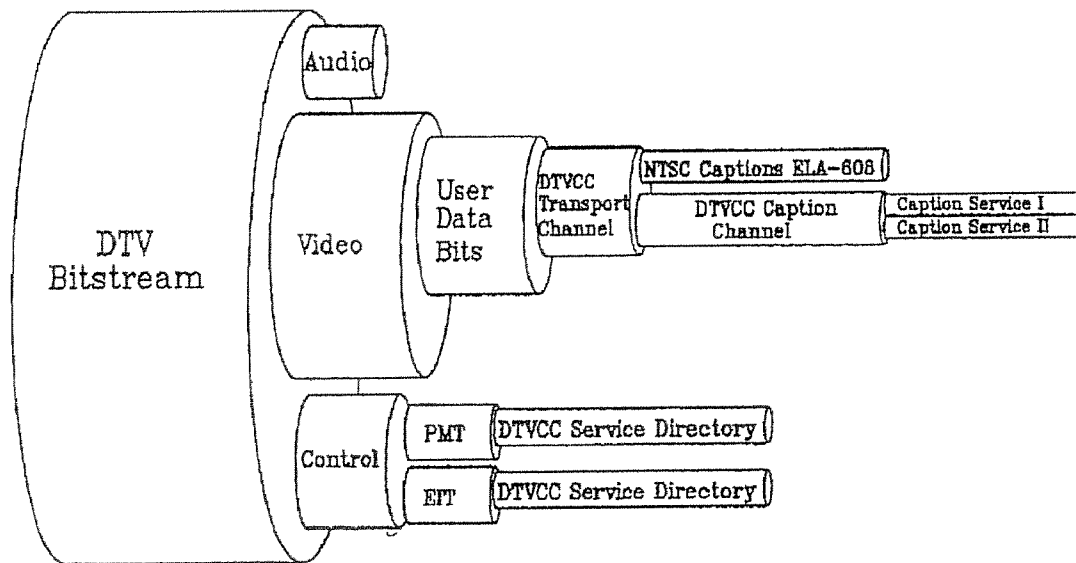 Audio
DTV
Bitstream
Video
User
Data
Bits
DTVCC
Transport
Channel
NTSC Captions ELA-608
DTVCC Caption
Channel
Caption Service I
Caption Service II
Control
PMT
DTVCC Service Directory
EIT
DTVCC Service Directory